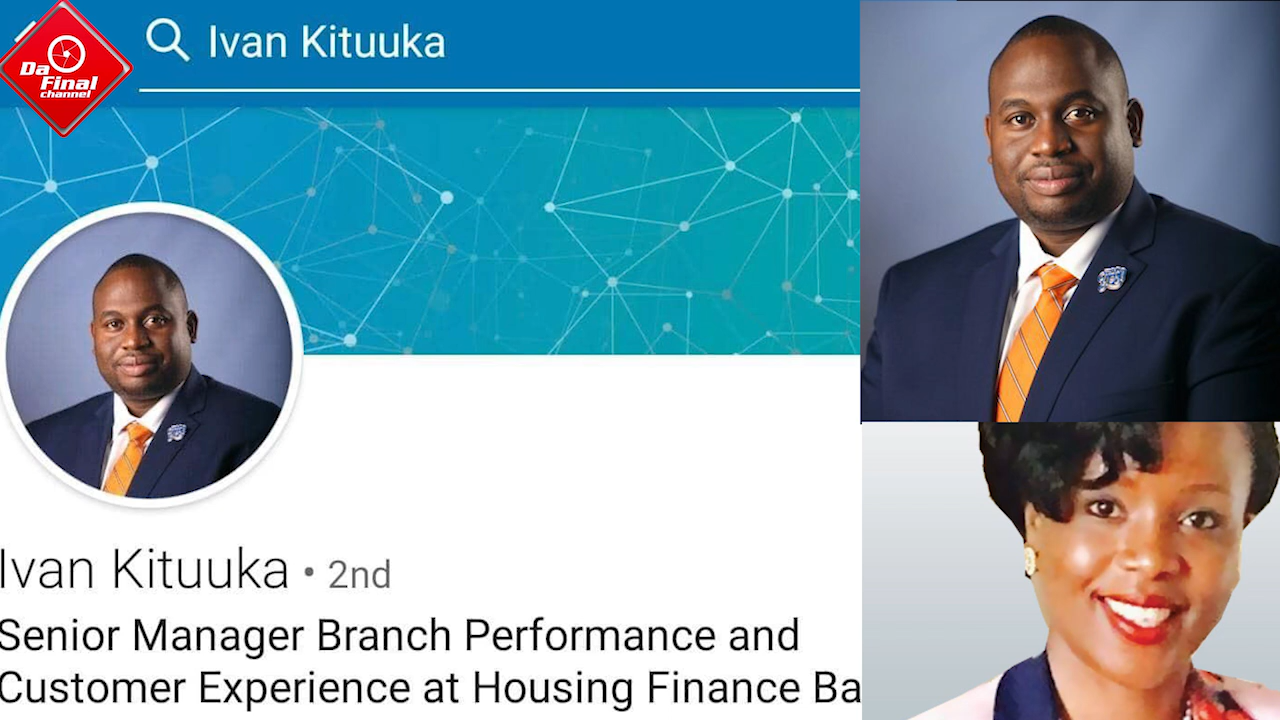 Da
Final
channel
Ivan Kituuka
Ivan Kituuka • 2nd
Senior Manager Branch Performance and
Customer Experience at Housing Finance Ba